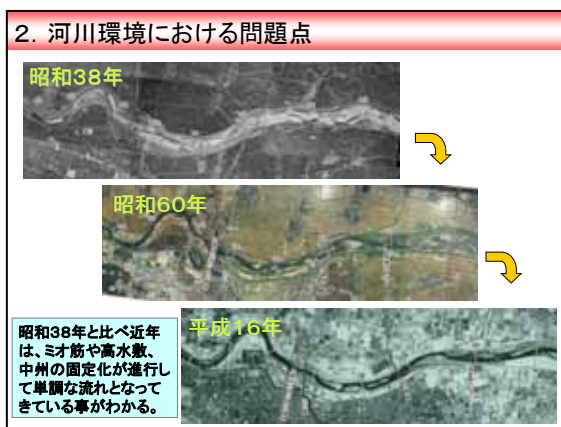 2．河川環境における問題点
昭和38年
昭和60年
平成16年
昭和38年と比べ近年
は、ミオ筋や高水敷、
中州の固定化が進行し
て単調な流れとなって
きている事がわかる。